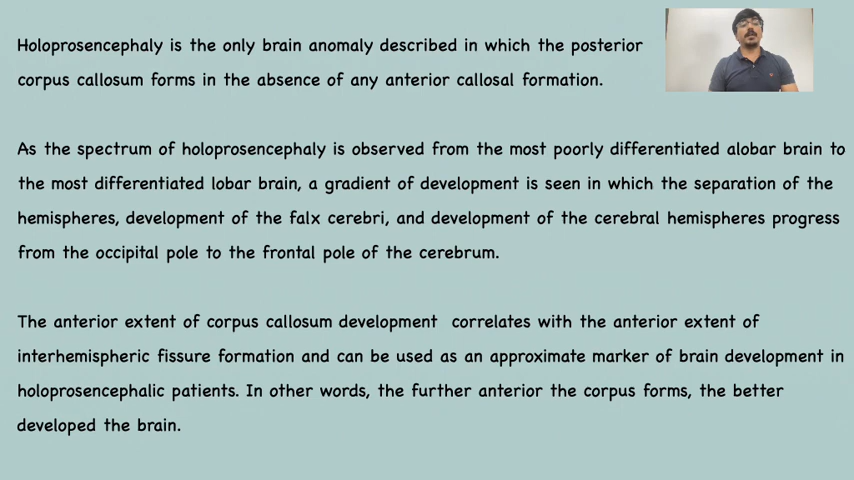 Holoprosencephaly is the only brain anomaly described in which the posterior
corpus callosum forms in the absence of any anterior callosal formation.
As the spectrum of holoprosencephaly is observed from the most poorly differentiated alobar brain to
the most differentiated lobar brain, a gradient of development is seen in which the separation of the
hemispheres, development of the falx cerebri, and development of the cerebral hemispheres progress
from the occipital pole to the frontal pole of the cerebrum.
The anterior extent of corpus callosum development correlates with the anterior extent of
interhemispheric fissure formation and can be used as an approximate marker of brain development in
holoprosencephalic patients. In other words, the further anterior the corpus forms, the better
developed the brain.